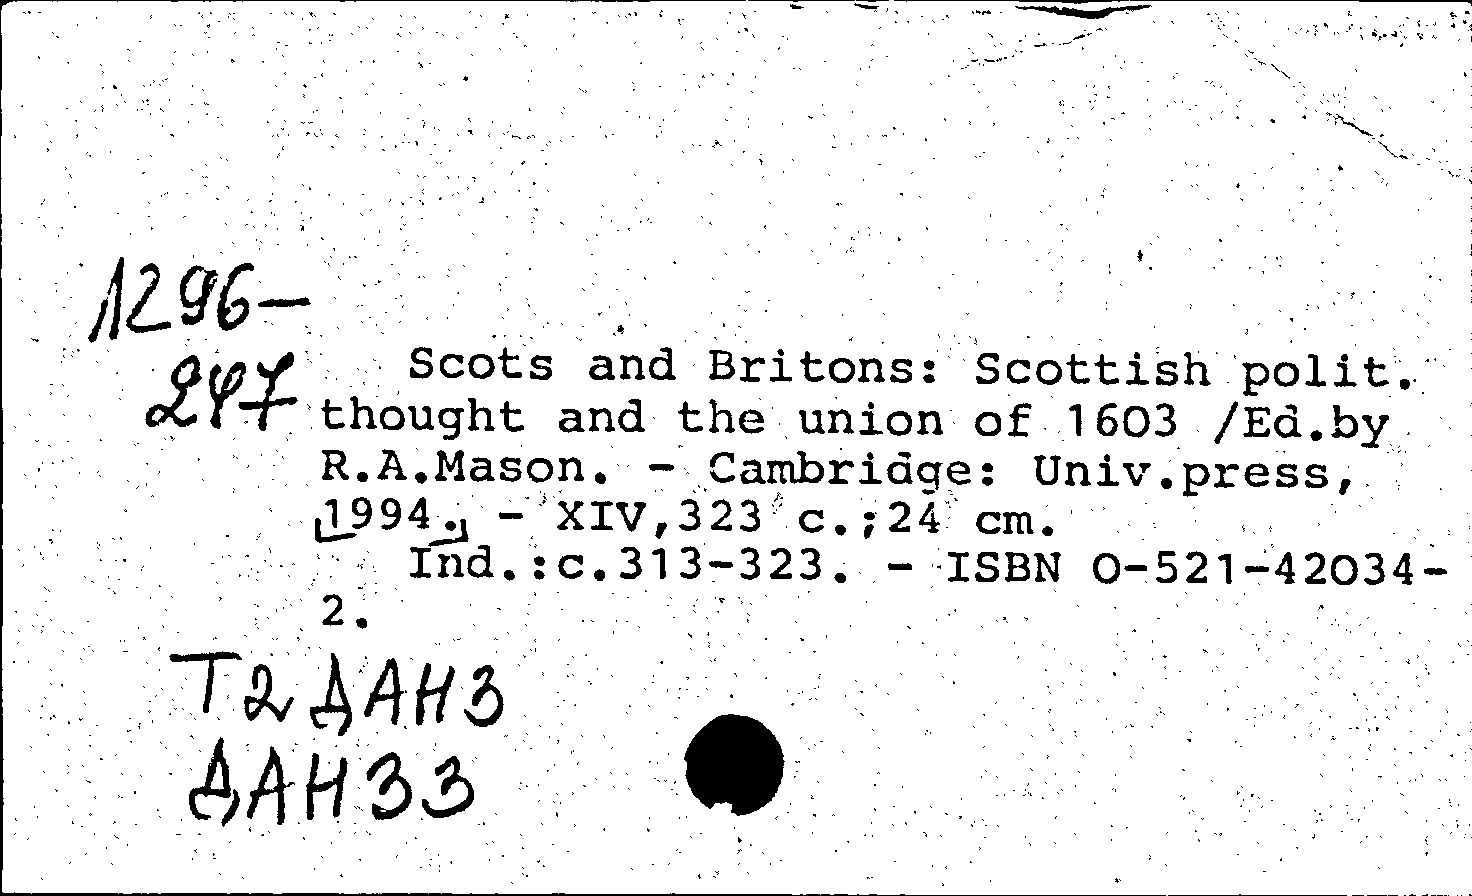 Л296-
247
Scots and Britons: Scottish polit.
thought and the union of 1603 /Ed.by
R.A.Mason. - Cambridge: Univ.press,
[1994.] - XIV,323 c.;24 cm.
Ind.:c.313-323. - ISBN 0-521-42034-
2.
Т2ДАН3
ДАН33